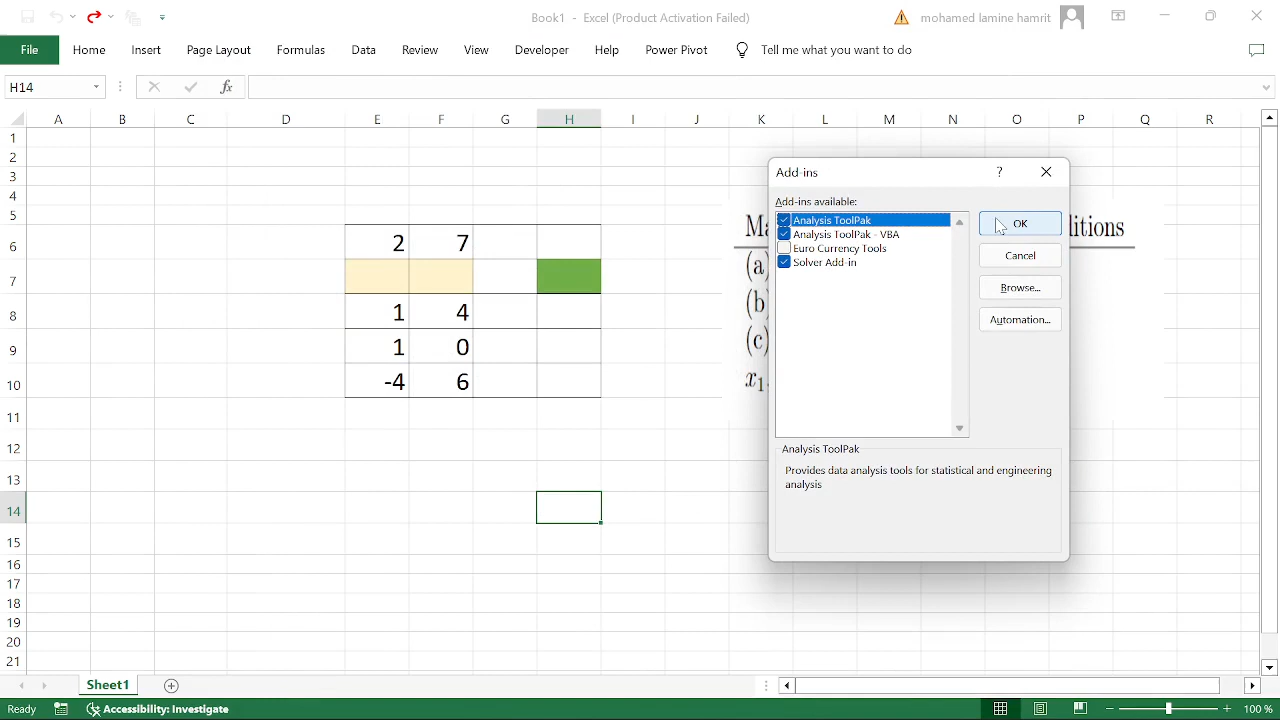 Book1 - Excel (Product Activation Failed)
mohamed lamine hamrit
File Home Insert Page Layout Formulas Data Review View Developer Help Power Pivot Tell me what you want to do
H14 fx
A B C D E F G H I J K L M N O P Q R
1
2
3
4
5
6 2 7
7
8 1 4
9 1 0
10 -4 6
11
12
13
14
15
16
17
18
19
20
21
Ma
ditions
(a)
(b)
(c)
x1
Add-ins ?
Add-ins available:
Analysis ToolPak
Analysis ToolPak - VBA
Euro Currency Tools
Solver Add-in
OK
Cancel
Browse...
Automation...
Analysis ToolPak
Provides data analysis tools for statistical and engineering
analysis
Sheet1
Ready Accessibility: Investigate 100 %